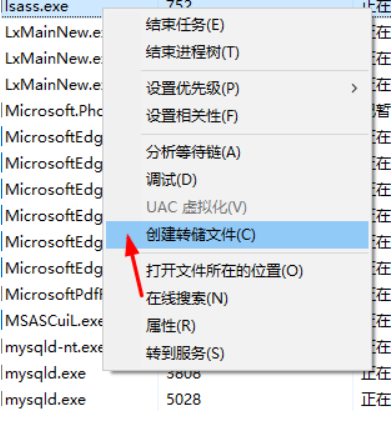 lsass.exe 752 正在
LxMainNew.e 正在
LxMainNew.e 正在
LxMainNew.e 正在
Microsoft.Pho 暂
MicrosoftEdg 正在
MicrosoftEdg 正在
MicrosoftEdg 正在
MicrosoftEdg 正在
MicrosoftEdg 正在
MicrosoftEdg 正在
MicrosoftPdfR 正在
MSASCuiL.exe 正在
mysqld-nt.exe 正在
mysqld.exe 3808 正在
mysqld.exe 5028 正在
结束任务(E)
结束进程树(T)
设置优先级(P)
设置相关性(F)
分析等待链(A)
调试(D)
UAC 虚拟化(V)
创建转储文件(C)
打开文件所在的位置(O)
在线搜索(N)
属性(R)
转到服务(S)